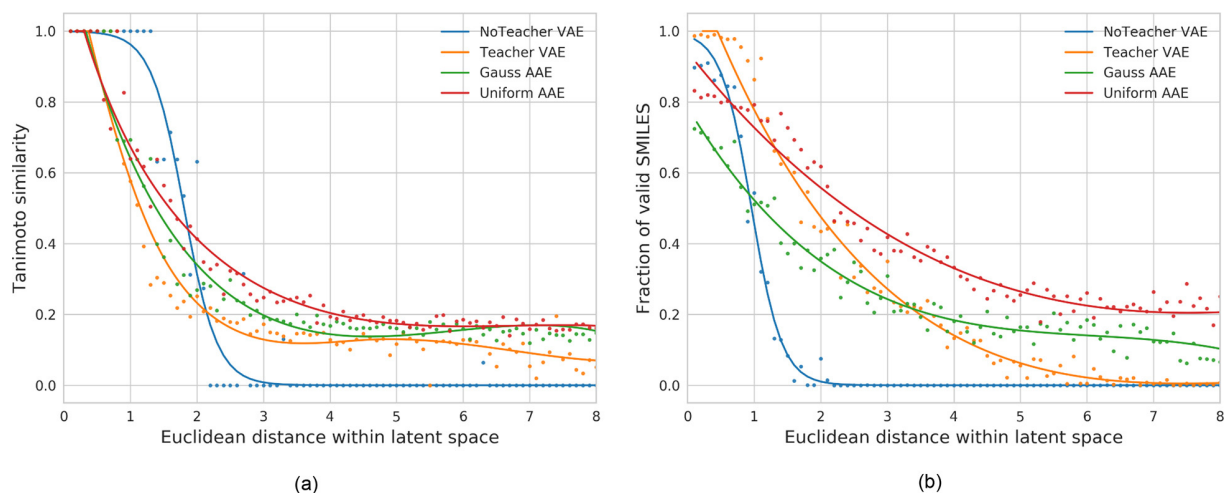 1.0
0.8
0.6
0.4
0.2
0.0
Tanimoto similarity
NoTeacher VAE
Teacher VAE
Gauss AAE
Uniform AAE
0 1 2 3 4 5 6 7 8
Euclidean distance within latent space
(a)
1.0
0.8
0.6
0.4
0.2
0.0
Fraction of valid SMILES
NoTeacher VAE
Teacher VAE
Gauss AAE
Uniform AAE
0 1 2 3 4 5 6 7 8
Euclidean distance within latent space
(b)